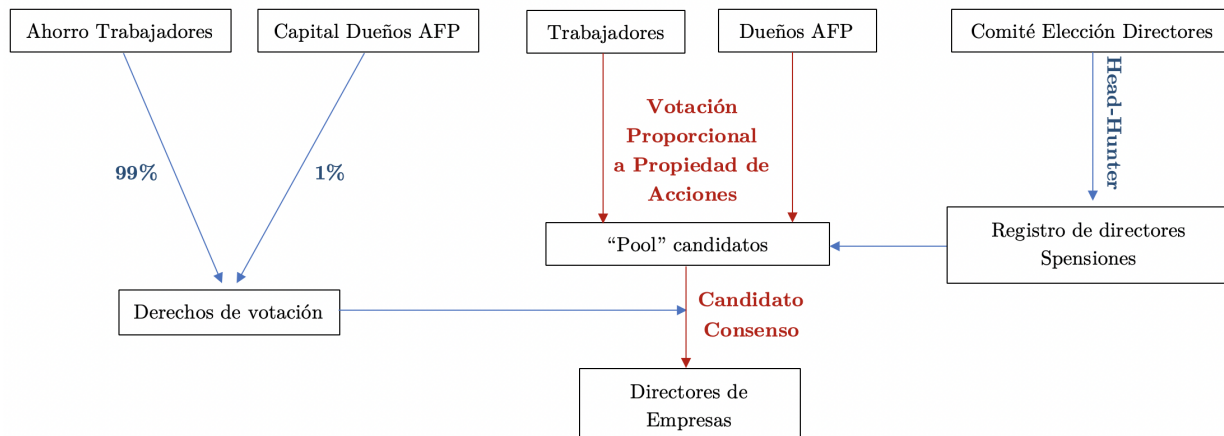 Ahorro Trabajadores
Capital Dueños AFP
Trabajadores
Dueños AFP
Comité Elección Directores
99%
1%
Votación
Proporcional
a Propiedad de
Acciones
Head-Hunter
“Pool” candidatos
Registro de directores
Spensiones
Derechos de votación
Candidato
Consenso
Directores de
Empresas